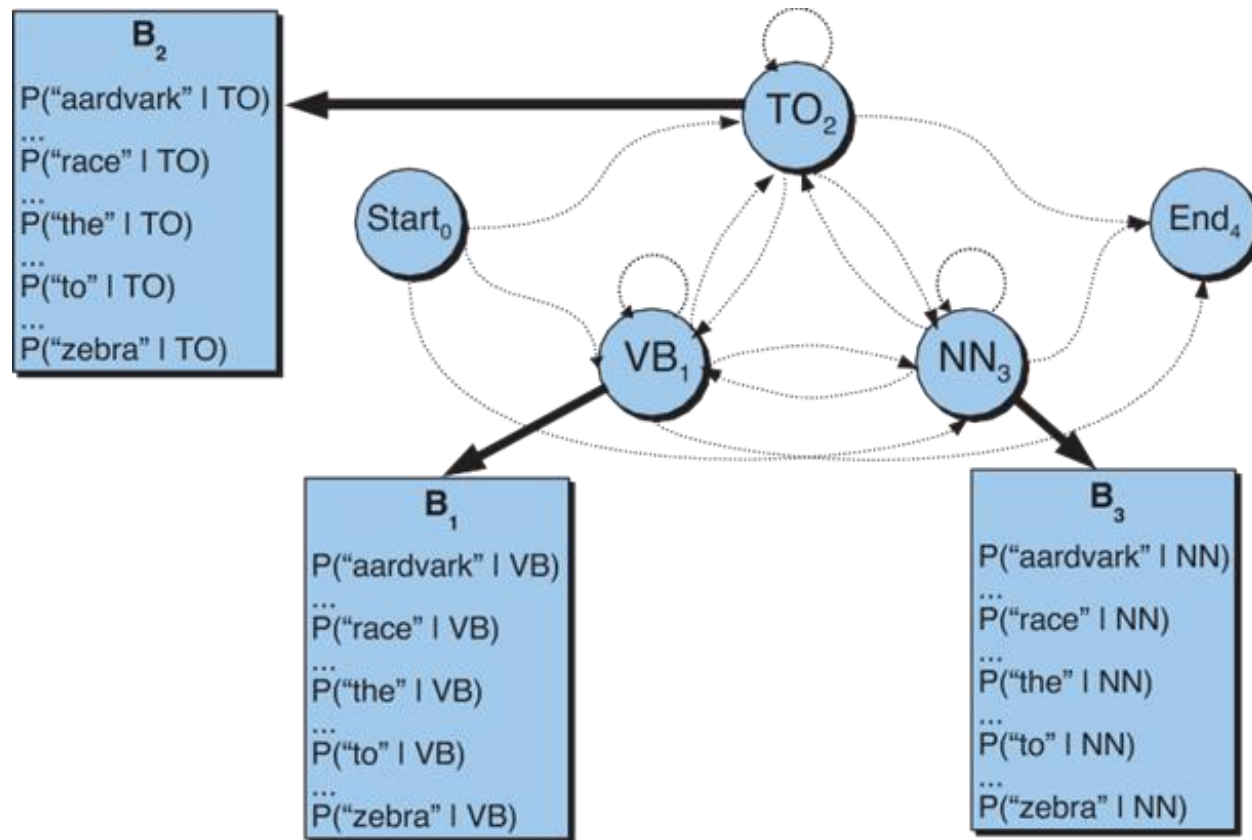 B₂
P(“aardvark” | TO)
...
P(“race” | TO)
...
P(“the” | TO)
...
P(“to” | TO)
...
P(“zebra” | TO)
TO₂
Start₀
End₄
VB₁
NN₃
B₁
P(“aardvark” | VB)
...
P(“race” | VB)
...
P(“the” | VB)
...
P(“to” | VB)
...
P(“zebra” | VB)
B₃
P(“aardvark” | NN)
...
P(“race” | NN)
...
P(“the” | NN)
...
P(“to” | NN)
...
P(“zebra” | NN)